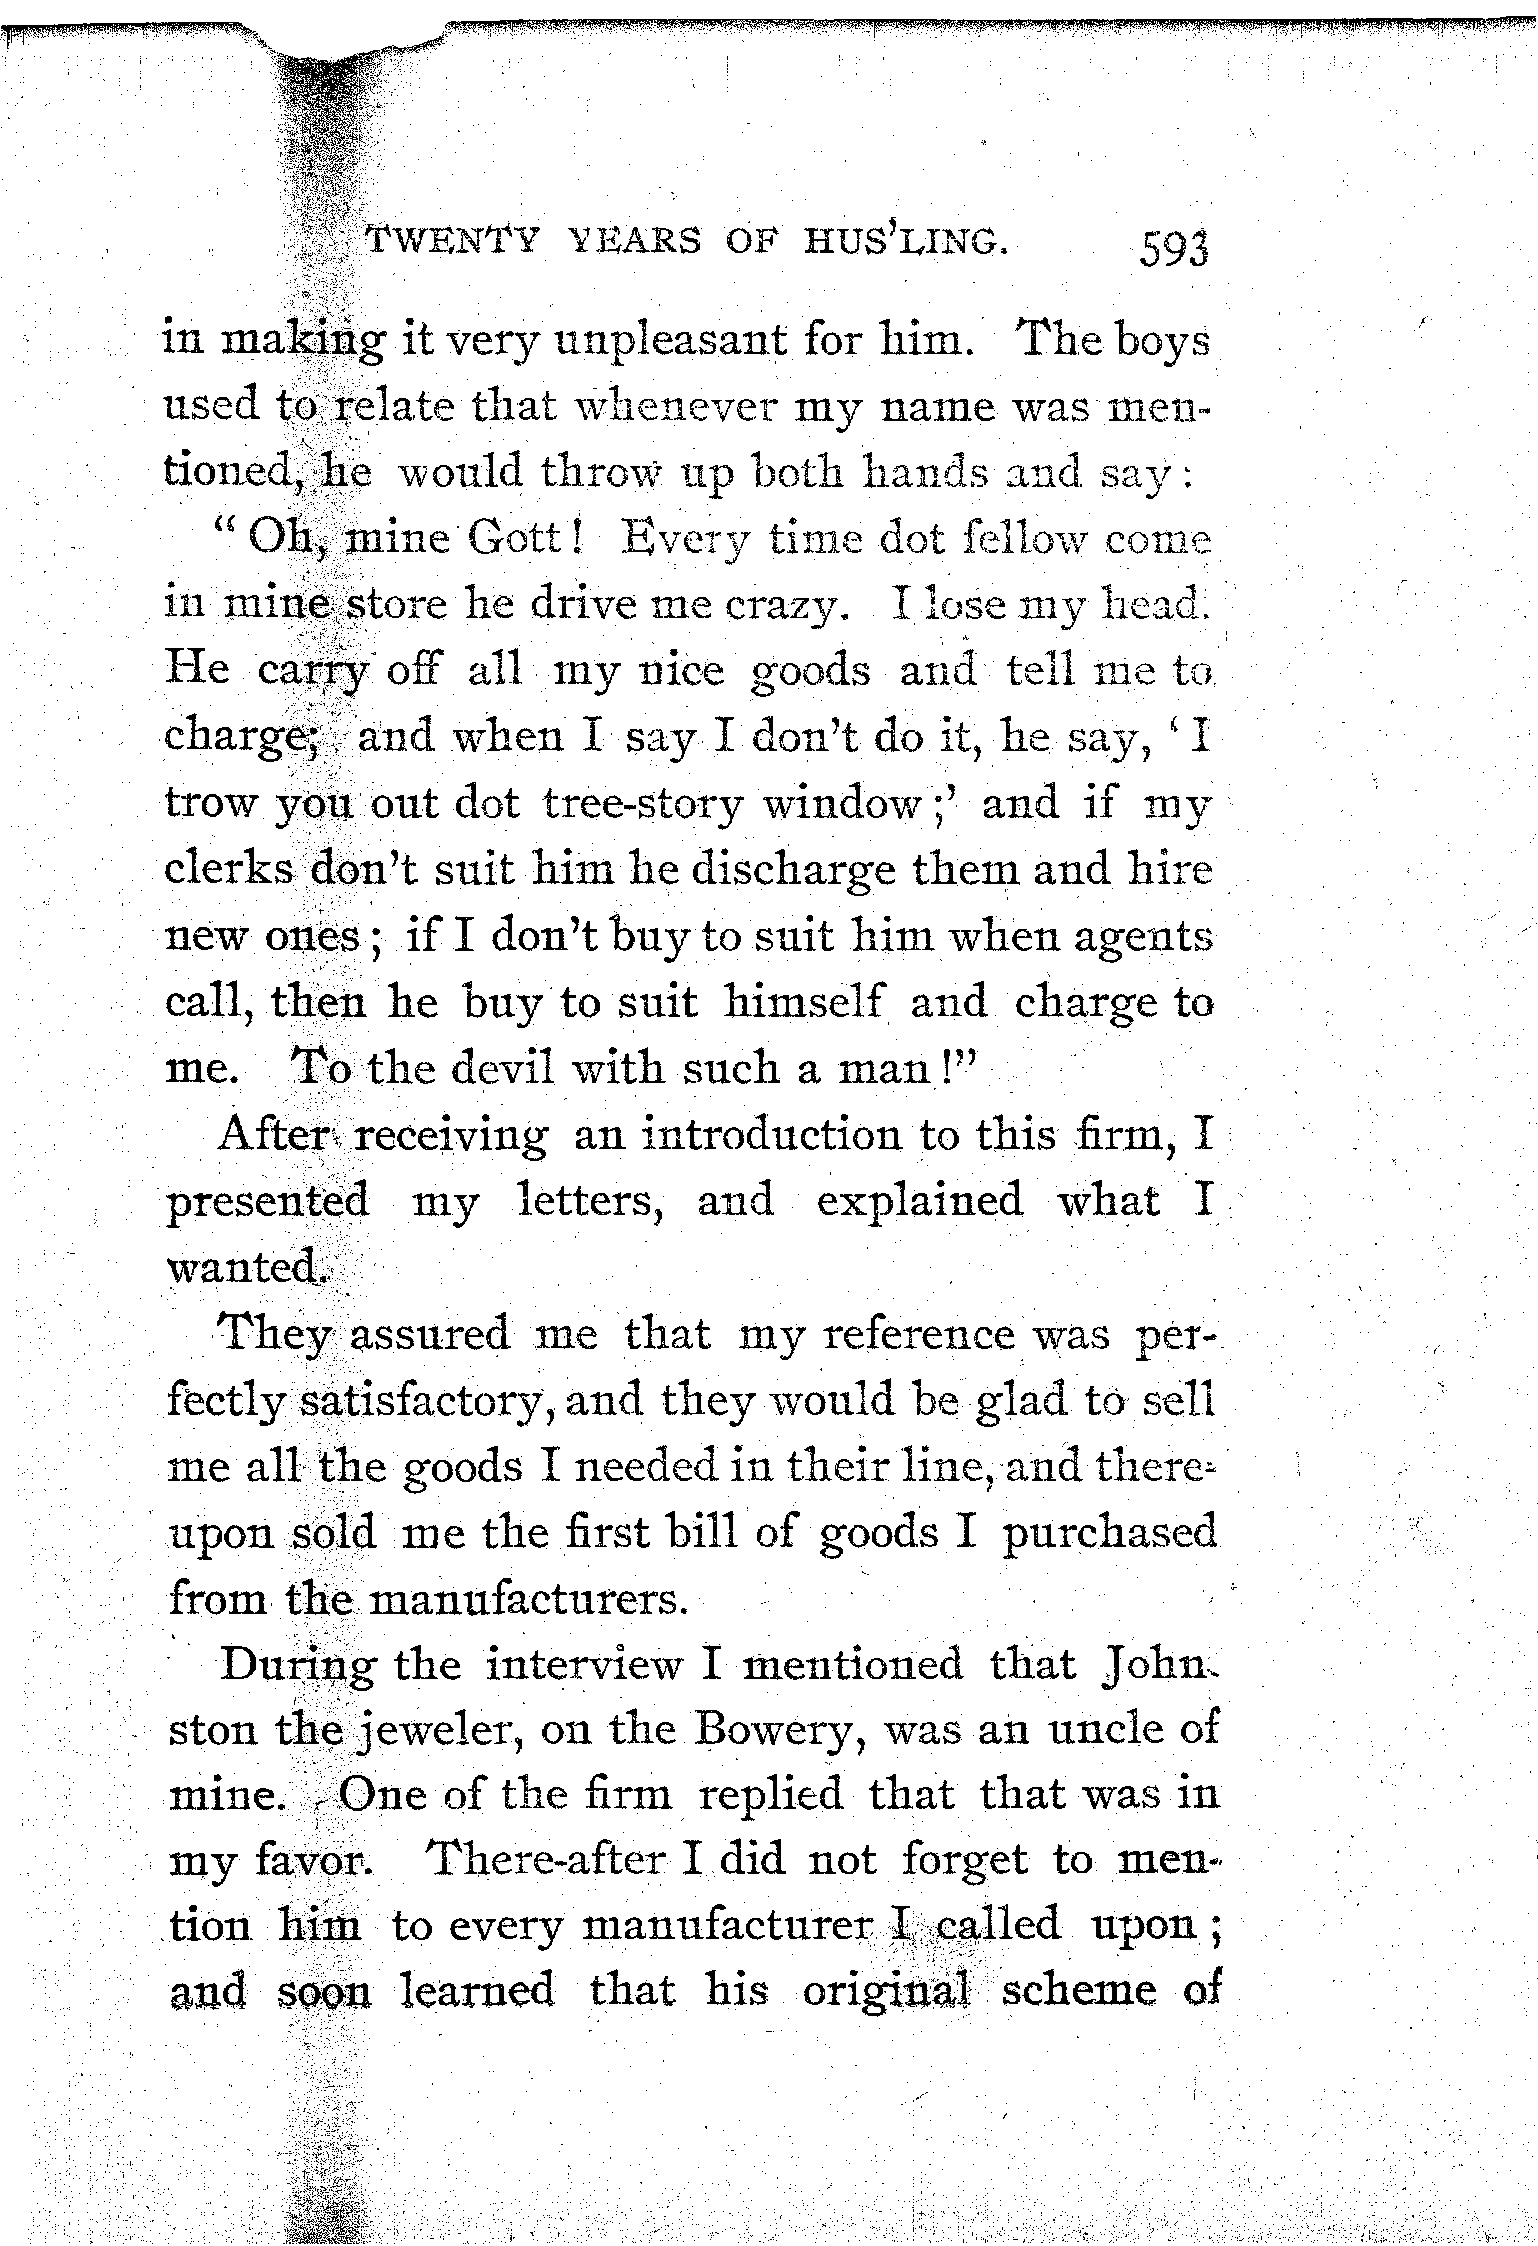 TWENTY YEARS OF HUS'LING. 593
in making it very unpleasant for him. The boys
used to relate that whenever my name was men-
tioned, he would throw up both hands and say:
“Oh, mine Gott! Every time dot fellow come
in mine store he drive me crazy. I lose my head.
He carry off all my nice goods and tell me to
charge; and when I say I don't do it, he say, ‘I
trow you out dot tree-story window;’ and if my
clerks don't suit him he discharge them and hire
new ones; if I don't buy to suit him when agents
call, then he buy to suit himself and charge to
me. To the devil with such a man!”
After receiving an introduction to this firm, I
presented my letters, and explained what I
wanted.
They assured me that my reference was per-
fectly satisfactory, and they would be glad to sell
me all the goods I needed in their line, and there-
upon sold me the first bill of goods I purchased
from the manufacturers.
During the interview I mentioned that John-
ston the jeweler, on the Bowery, was an uncle of
mine. One of the firm replied that that was in
my favor. There-after I did not forget to men-
tion him to every manufacturer I called upon;
and soon learned that his original scheme of